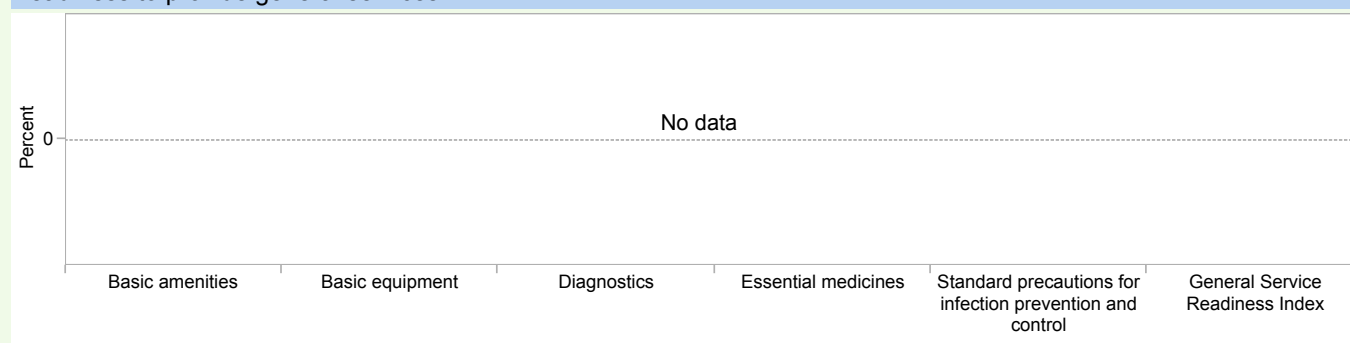 Percent
0
No data
Basic amenities
Basic equipment
Diagnostics
Essential medicines
Standard precautions for
infection prevention and
control
General Service
Readiness Index